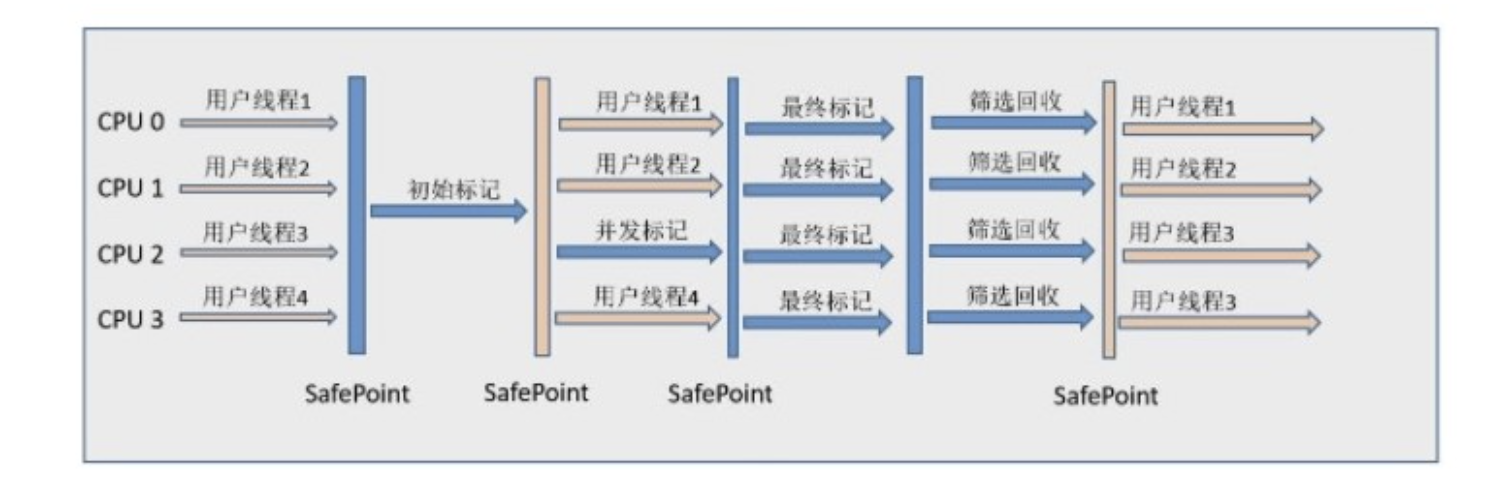 CPU 0 用户线程1 用户线程1 最终标记 筛选回收 用户线程1
CPU 1 用户线程2 初始标记 用户线程2 最终标记 筛选回收 用户线程2
CPU 2 用户线程3 并发标记 最终标记 筛选回收 用户线程3
CPU 3 用户线程4 用户线程4 最终标记 筛选回收 用户线程3
SafePoint SafePoint SafePoint SafePoint